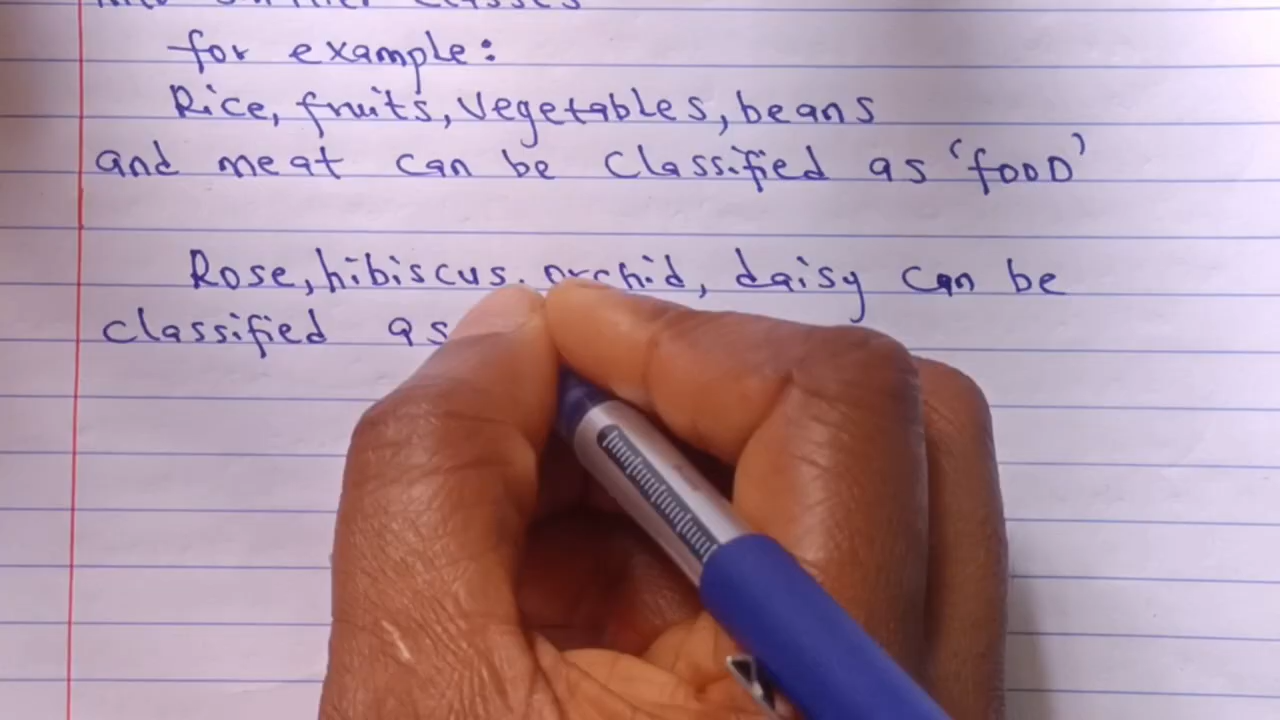 for example:
Rice, fruits, vegetables, beans
and meat can be classified as 'fooD'
Rose, hibiscus, orchid, daisy can be
classified as